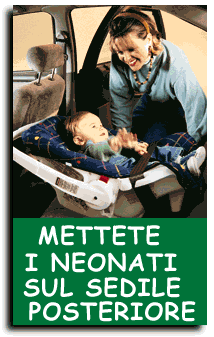 METTETE
I NEONATI
SUL SEDILE
POSTERIORE